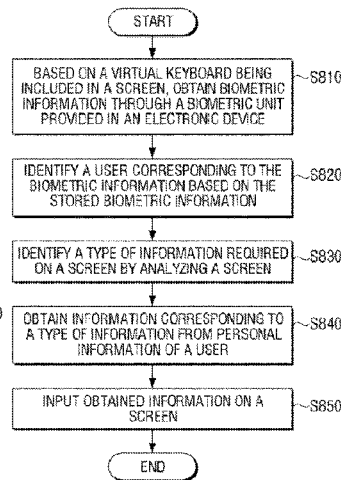 START
BASED ON A VIRTUAL KEYBOARD BEING
INCLUDED IN A SCREEN, OBTAIN BIOMETRIC
INFORMATION THROUGH A BIOMETRIC UNIT
PROVIDED IN AN ELECTRONIC DEVICE
S810
IDENTIFY A USER CORRESPONDING TO THE
BIOMETRIC INFORMATION BASED ON THE
STORED BIOMETRIC INFORMATION
S820
IDENTIFY A TYPE OF INFORMATION REQUIRED
ON A SCREEN BY ANALYZING A SCREEN
S830
OBTAIN INFORMATION CORRESPONDING TO
A TYPE OF INFORMATION FROM PERSONAL
INFORMATION OF A USER
S840
INPUT OBTAINED INFORMATION ON A
SCREEN
S850
END